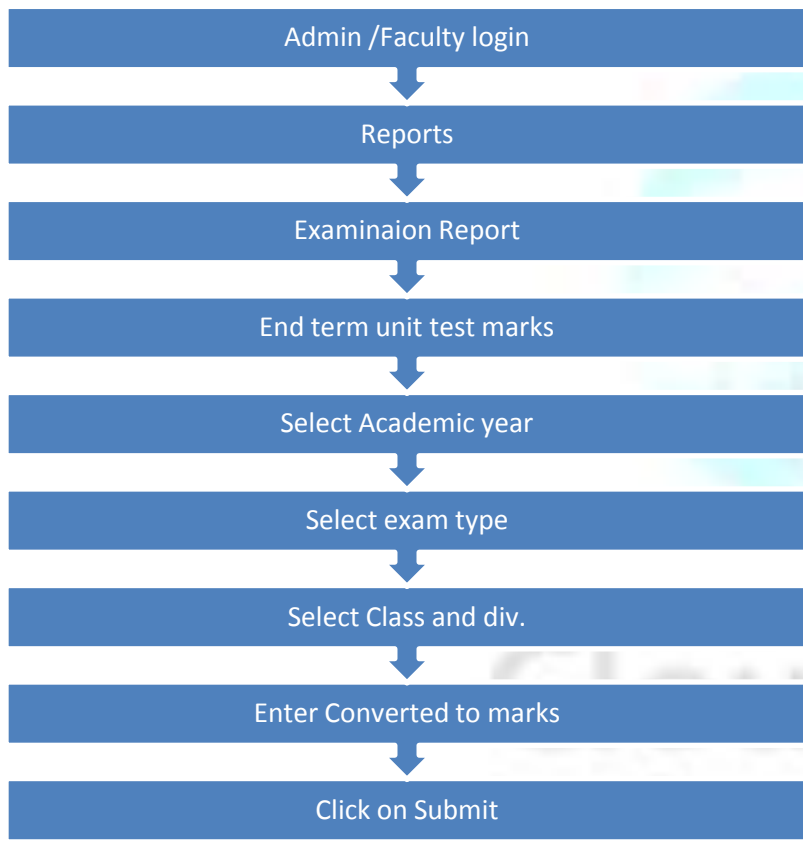 Admin /Faculty login
Reports
Examinaion Report
End term unit test marks
Select Academic year
Select exam type
Select Class and div.
Enter Converted to marks
Click on Submit